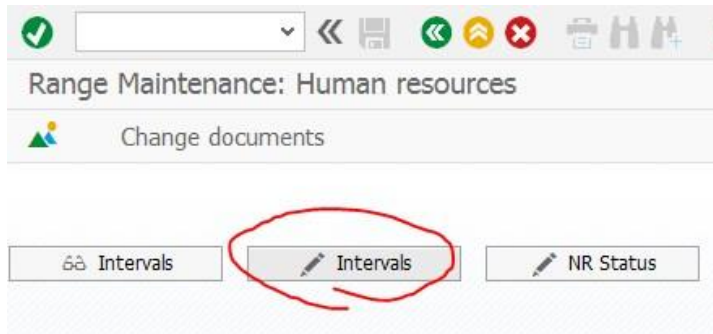 Range Maintenance: Human resources
Change documents
Intervals Intervals NR Status